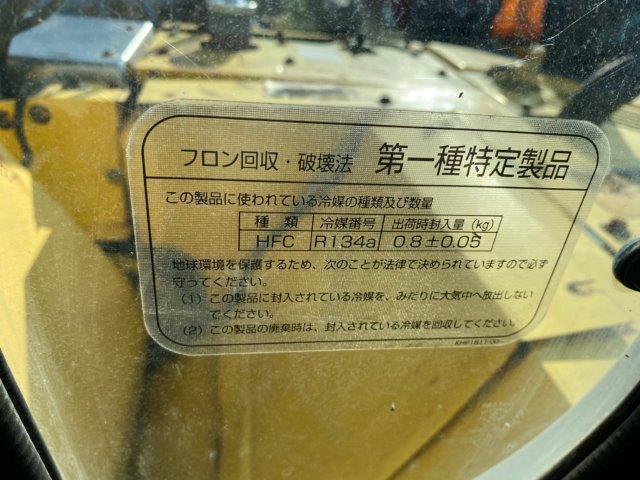 フロン回収・破壊法 第一種特定製品
この製品に使われている冷媒の種類及び数量
種類 冷媒番号 出荷時封入量(kg)
HFC R134a 0.8±0.05
地球環境を保護するため、次のことが法律で決められていますので必ず
守ってください。
(1) この製品に封入されている冷媒を、みだりに大気中へ放出しない
でください。
(2) この製品の廃棄時は、封入されている冷媒を回収してください。